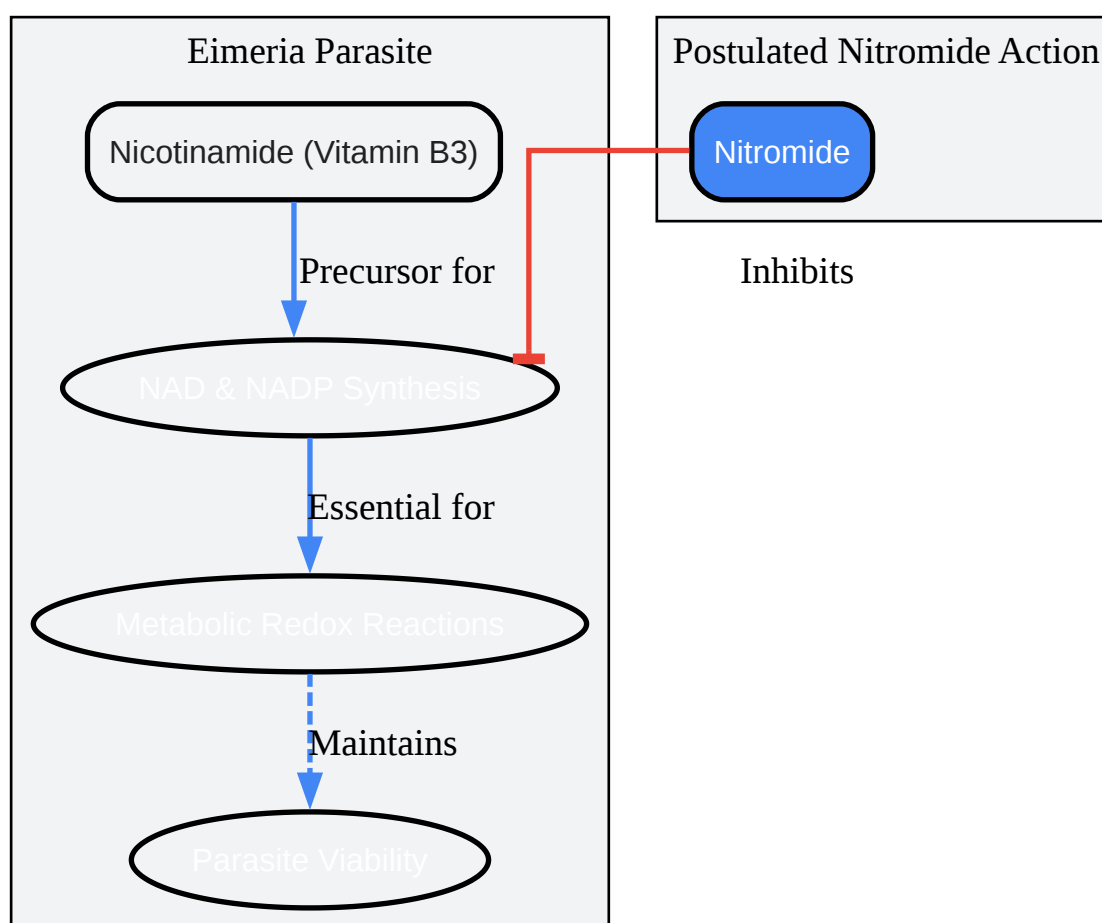 Eimeria Parasite
Postulated Nitromide Action
Nicotinamide (Vitamin B3)
Nitromide
Precursor for
Inhibits
NAD & NADP Synthesis
Essential for
Metabolic Redox Reactions
Maintains
Parasite Viability